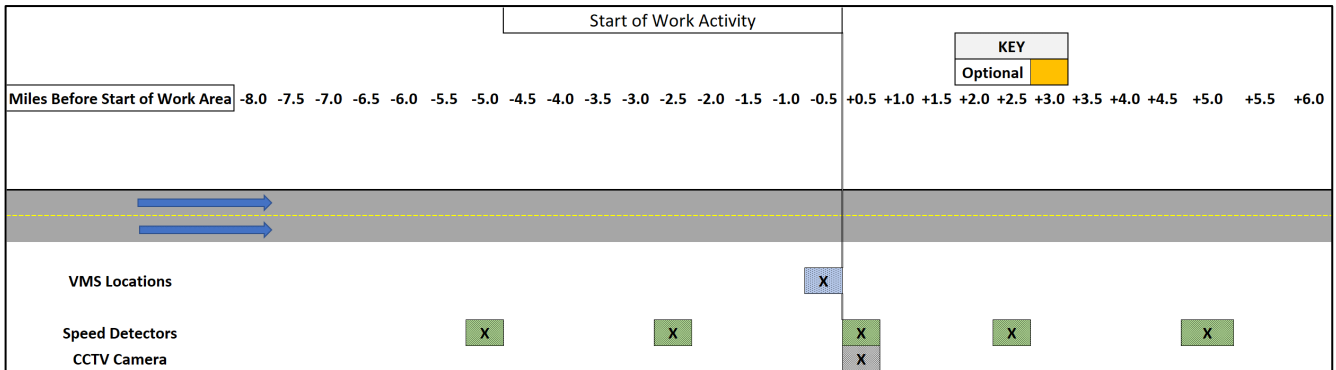 Start of Work Activity
KEY
Optional
Miles Before Start of Work Area -8.0 -7.5 -7.0 -6.5 -6.0 -5.5 -5.0 -4.5 -4.0 -3.5 -3.0 -2.5 -2.0 -1.5 -1.0 -0.5 +0.5 +1.0 +1.5 +2.0 +2.5 +3.0 +3.5 +4.0 +4.5 +5.0 +5.5 +6.0
VMS Locations X
Speed Detectors X X X X X
CCTV Camera X